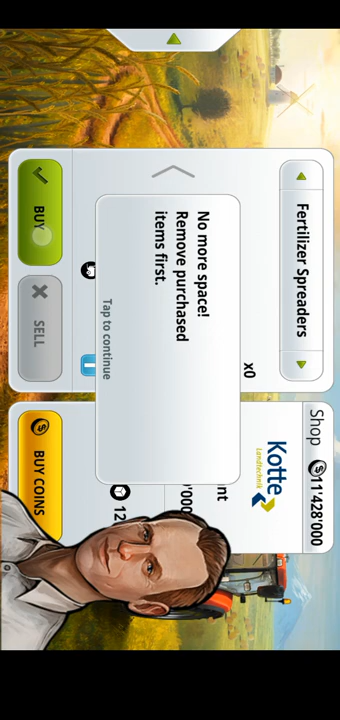 Fertilizer Spreaders
Shop 11'428'000
x0
Kotte
Landtechnik
No more space!
Remove purchased
items first.
Tap to continue
12
BUY
SELL
BUY COINS